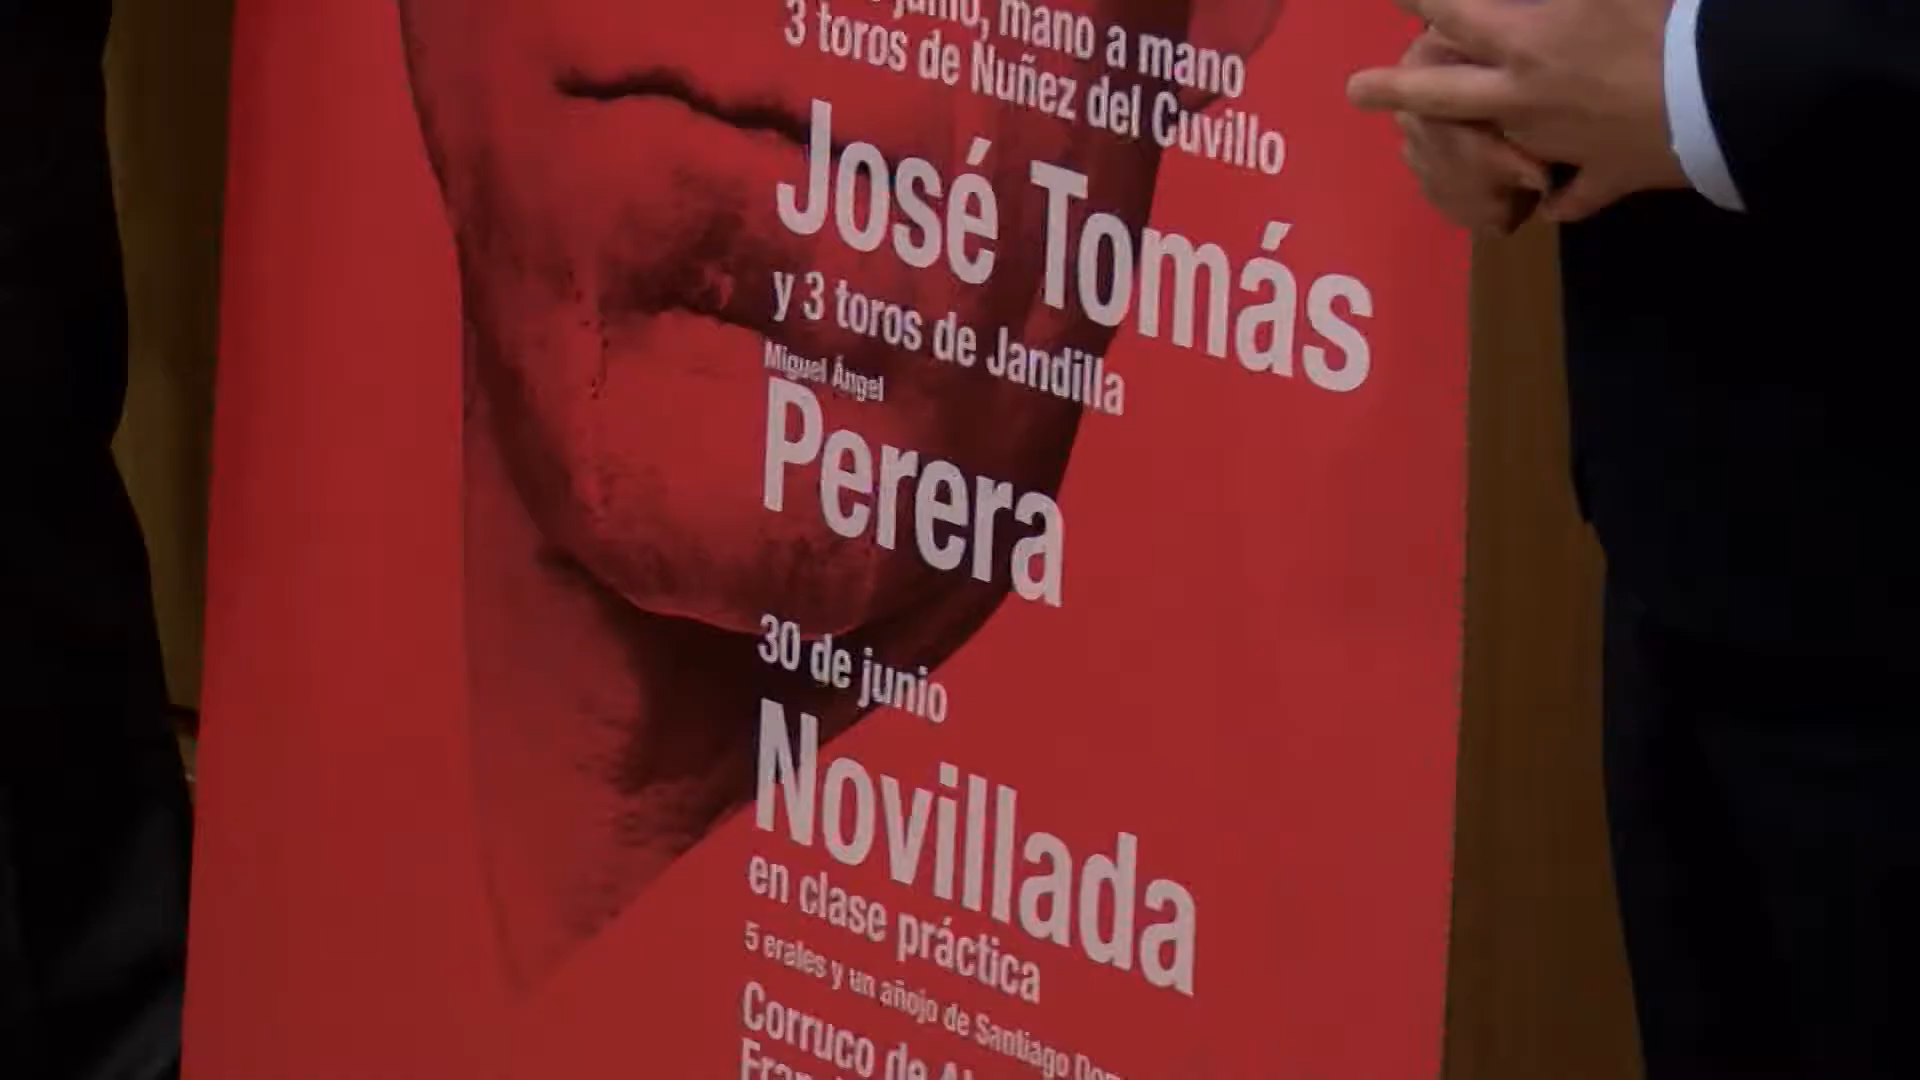 junio, mano a mano
3 toros de Nuñez del Cuvillo
José Tomás
y 3 toros de Jandilla
Miguel Ángel
Perera
30 de junio
Novillada
en clase práctica
5 erales y un añojo de Santiago
Corruco de